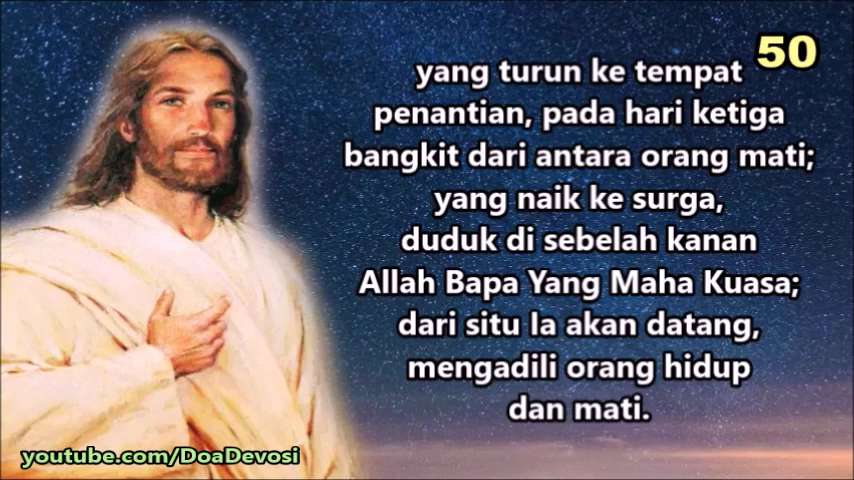 50
yang turun ke tempat
penantian, pada hari ketiga
bangkit dari antara orang mati;
yang naik ke surga,
duduk di sebelah kanan
Allah Bapa Yang Maha Kuasa;
dari situ Ia akan datang,
mengadili orang hidup
dan mati.
youtube.com/DoaDevosi